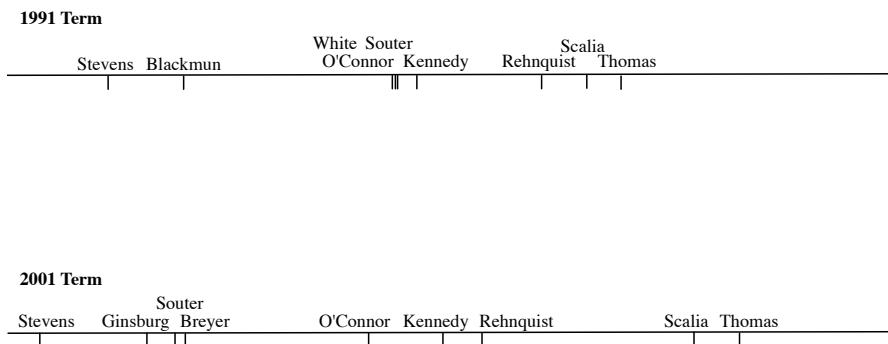 1991 Term
White Souter
Scalia
Stevens Blackmun O'Connor Kennedy Rehnquist Thomas
2001 Term
Souter
Stevens Ginsburg Breyer O'Connor Kennedy Rehnquist Scalia Thomas